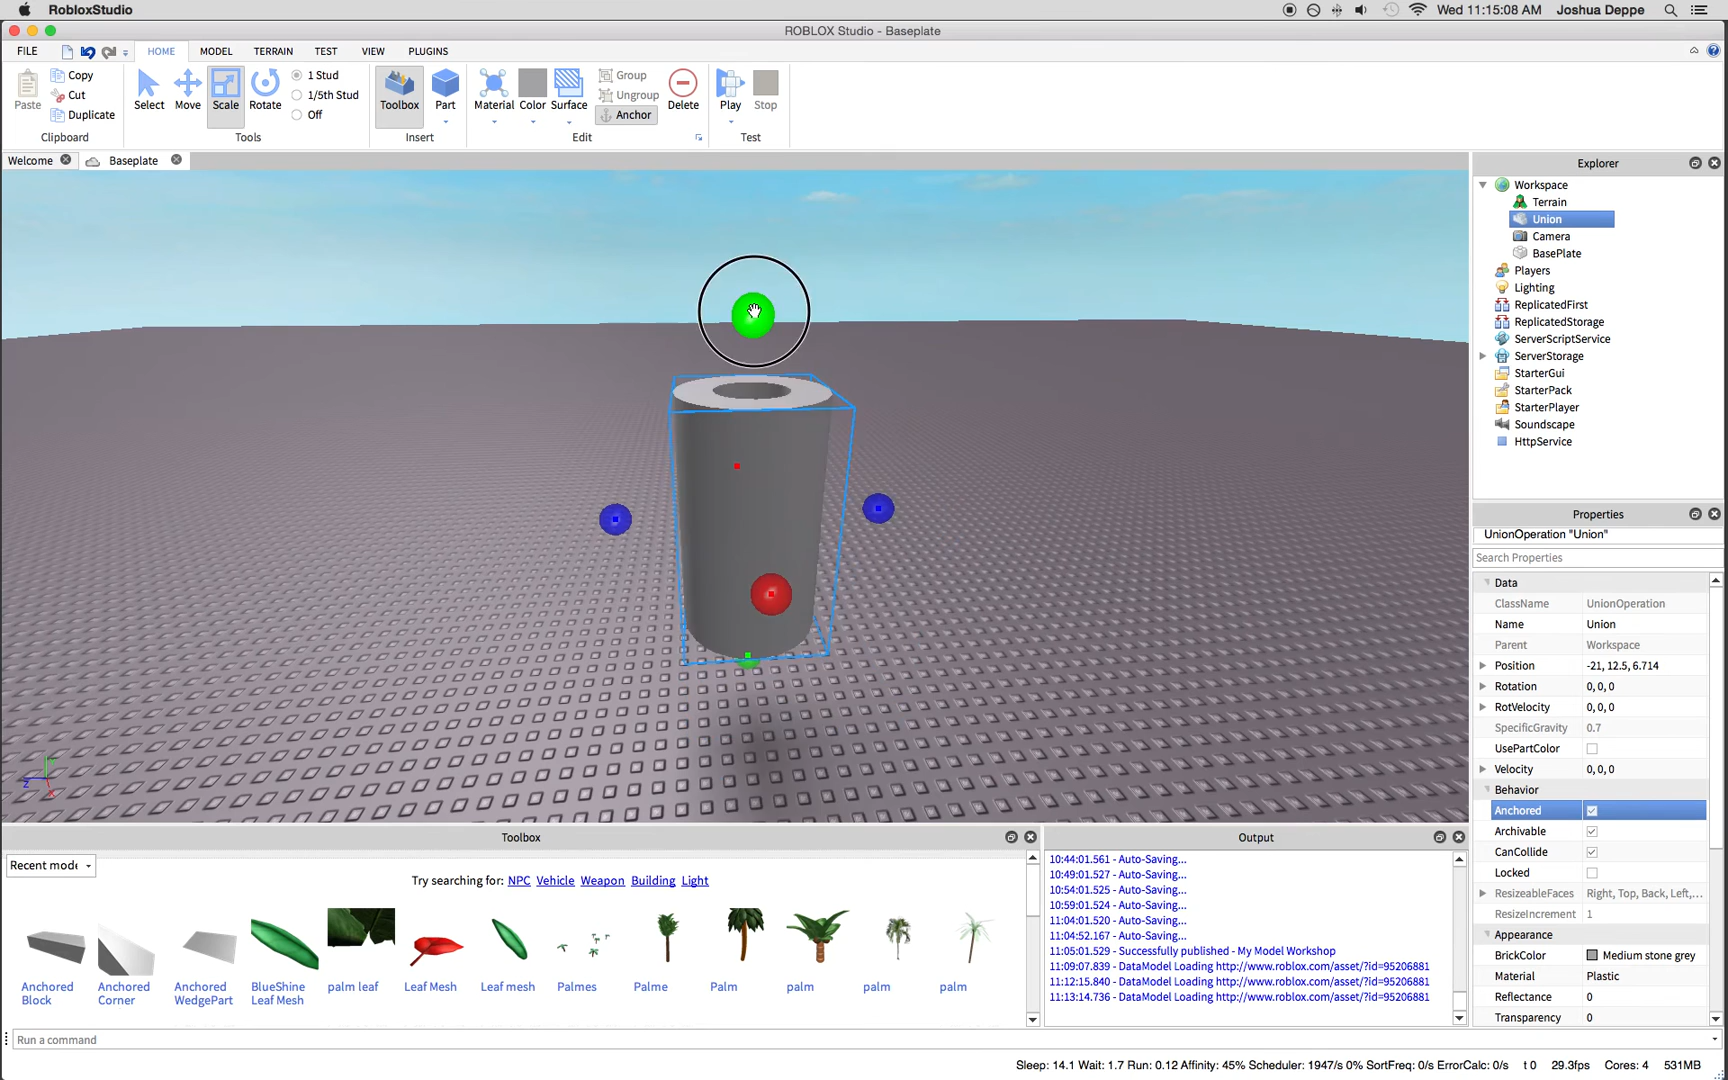 RobloxStudio
Wed 11:15:08 AM Joshua Deppe
ROBLOX Studio - Baseplate
FILE HOME MODEL TERRAIN TEST VIEW PLUGINS
Paste Copy Cut Duplicate
Select Move Scale Rotate
1 Stud
1/5th Stud
Off
Toolbox Part
Material Color Surface
Group
Ungroup
Anchor
Delete
Play Stop
Clipboard Tools Insert Edit Test
Welcome Baseplate
Explorer
Workspace
Terrain
Union
Camera
BasePlate
Players
Lighting
ReplicatedFirst
ReplicatedStorage
ServerScriptService
ServerStorage
StarterGui
StarterPack
StarterPlayer
Soundscape
HttpService
Properties
UnionOperation "Union"
Search Properties
Data
ClassName UnionOperation
Name Union
Parent Workspace
Position -21, 12.5, 6.714
Rotation 0, 0, 0
RotVelocity 0, 0, 0
SpecificGravity 0.7
UsePartColor
Velocity 0, 0, 0
Behavior
Anchored
Archivable
CanCollide
Locked
ResizeableFaces Right, Top, Back, Left,...
ResizeIncrement 1
Appearance
BrickColor Medium stone grey
Material Plastic
Reflectance 0
Transparency 0
z
Toolbox
Recent mode
Try searching for: NPC Vehicle Weapon Building Light
Anchored Block
Anchored Corner
Anchored WedgePart
BlueShine Leaf Mesh
palm leaf
Leaf Mesh
Leaf mesh
Palmes
Palme
Palm
palm
palm
palm
Output
10:44:01.561 - Auto-Saving...
10:49:01.527 - Auto-Saving...
10:54:01.525 - Auto-Saving...
10:59:01.524 - Auto-Saving...
11:04:01.520 - Auto-Saving...
11:04:52.167 - Auto-Saving...
11:05:01.529 - Successfully published - My Model Workshop
11:09:07.839 - DataModel Loading http://www.roblox.com/asset/?id=95206881
11:12:15.840 - DataModel Loading http://www.roblox.com/asset/?id=95206881
11:13:14.736 - DataModel Loading http://www.roblox.com/asset/?id=95206881
Run a command
Sleep: 14.1 Wait: 1.7 Run: 0.12 Affinity: 45% Scheduler: 1947/s 0% SortFreq: 0/s ErrorCalc: 0/s t 0 29.3fps Cores: 4 531MB